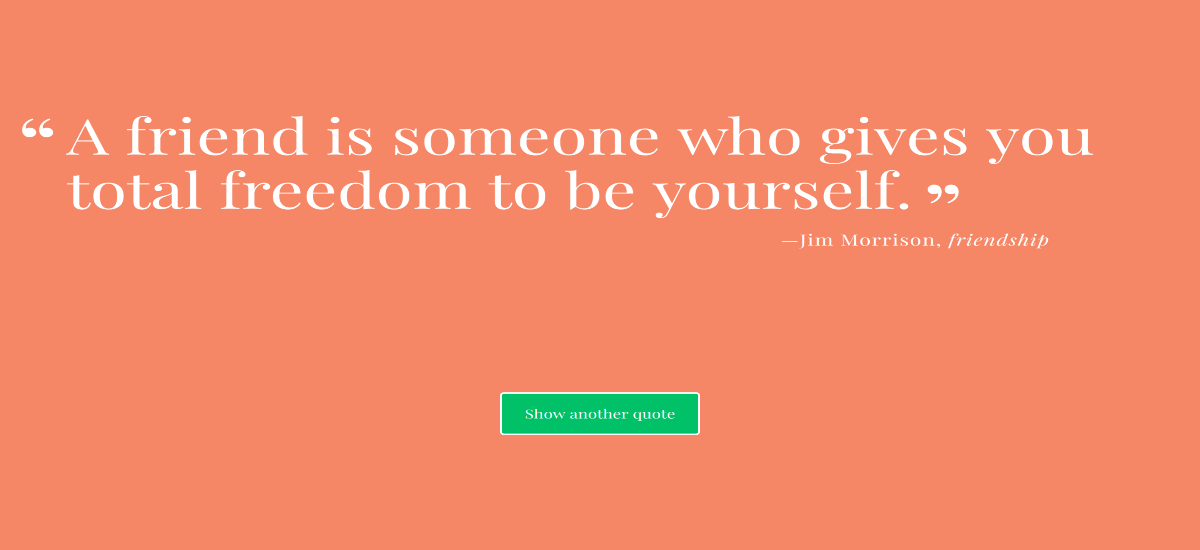 “ A friend is someone who gives you
total freedom to be yourself. ”
—Jim Morrison, friendship
Show another quote